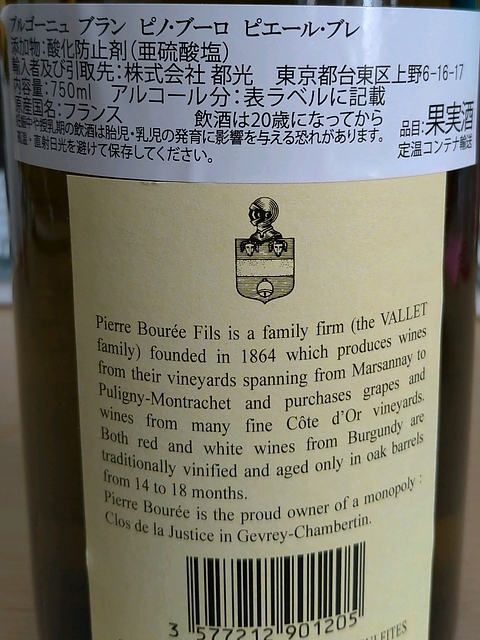 ブルゴーニュ ブラン ピノ・ブーロ ピエール・ブレ
添加物：酸化防止剤（亜硫酸塩）
輸入者及び引取先：株式会社 都光 東京都台東区上野6-16-17
内容量：750ml アルコール分：表ラベルに記載
原産国名：フランス 飲酒は20歳になってから
妊娠中や授乳期の飲酒は胎児・乳児の発育に影響を与える恐れがあります。 品目：果実酒
高温・直射日光を避けて保存してください。 定温コンテナ輸送
Pierre Bourée Fils is a family firm (the VALLET
family) founded in 1864 which produces wines
from their vineyards spanning from Marsannay to
Puligny-Montrachet and purchases grapes and
wines from many fine Côte d'Or vineyards.
Both red and white wines from Burgundy are
traditionally vinified and aged only in oak barrels
from 14 to 18 months.
Pierre Bourée is the proud owner of a monopoly :
Clos de la Justice in Gevrey-Chambertin.
3 577212 901205